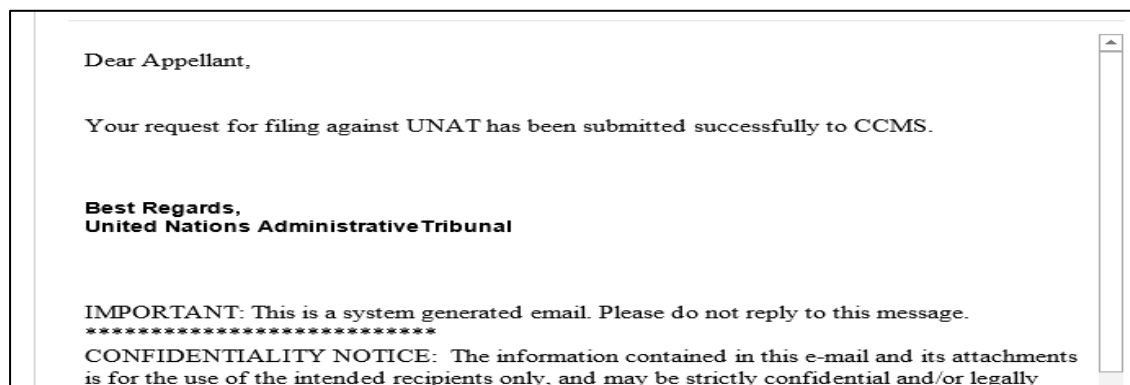 Dear Appellant,
Your request for filing against UNAT has been submitted successfully to CCMS.
Best Regards,
United Nations AdministrativeTribunal
IMPORTANT: This is a system generated email. Please do not reply to this message.
***************************
CONFIDENTIALITY NOTICE: The information contained in this e-mail and its attachments
is for the use of the intended recipients only, and may be strictly confidential and/or legally